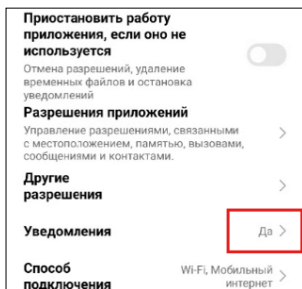 Приостановить работу
приложения, если оно не
используется
Отмена разрешений, удаление
временных файлов и остановка
уведомлений
Разрешения приложений
Управление разрешениями, связанными
с местоположением, памятью, вызовами,
сообщениями и контактами.
Другие
разрешения
Уведомления Да
Способ Wi-Fi, Мобильный
подключения интернет